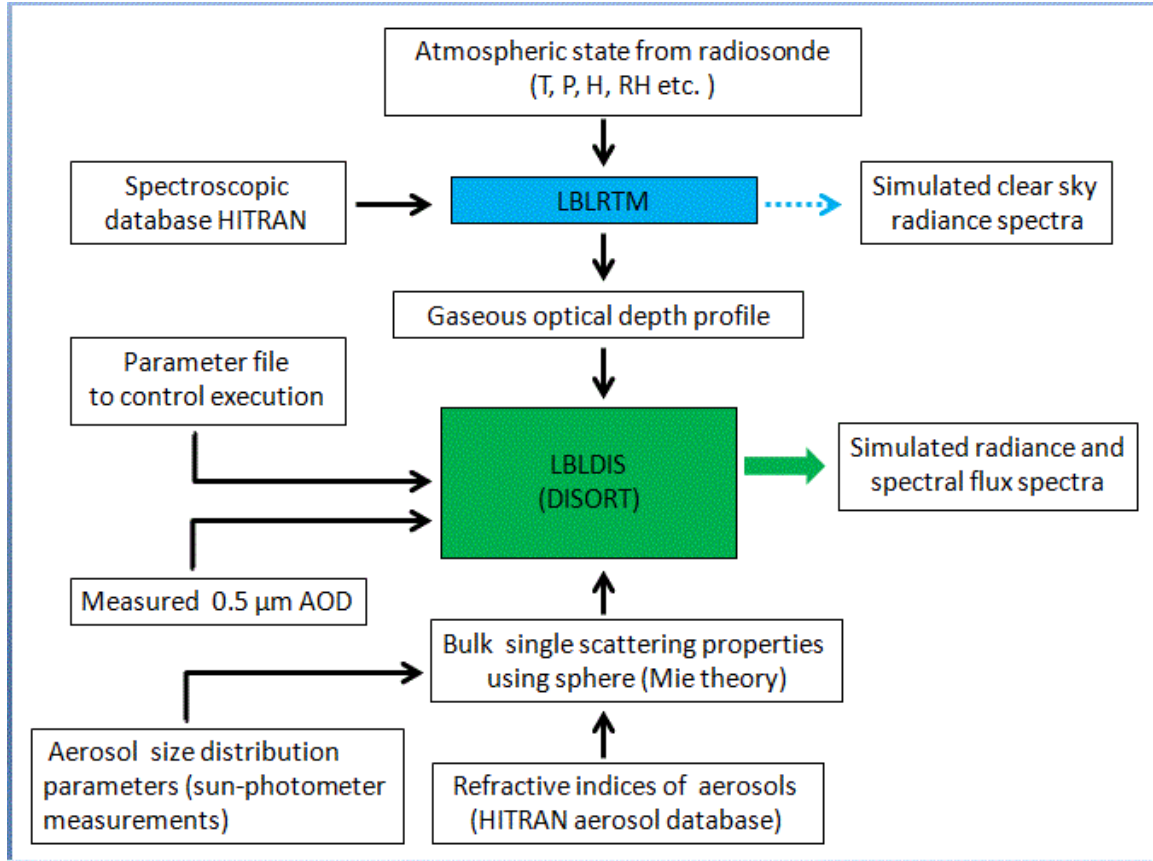 Atmospheric state from radiosonde
(T, P, H, RH etc. )
Spectroscopic
database HITRAN
LBLRTM
Simulated clear sky
radiance spectra
Gaseous optical depth profile
Parameter file
to control execution
LBLDIS
(DISORT)
Simulated radiance and
spectral flux spectra
Measured 0.5 µm AOD
Bulk single scattering properties
using sphere (Mie theory)
Aerosol size distribution
parameters (sun-photometer
measurements)
Refractive indices of aerosols
(HITRAN aerosol database)